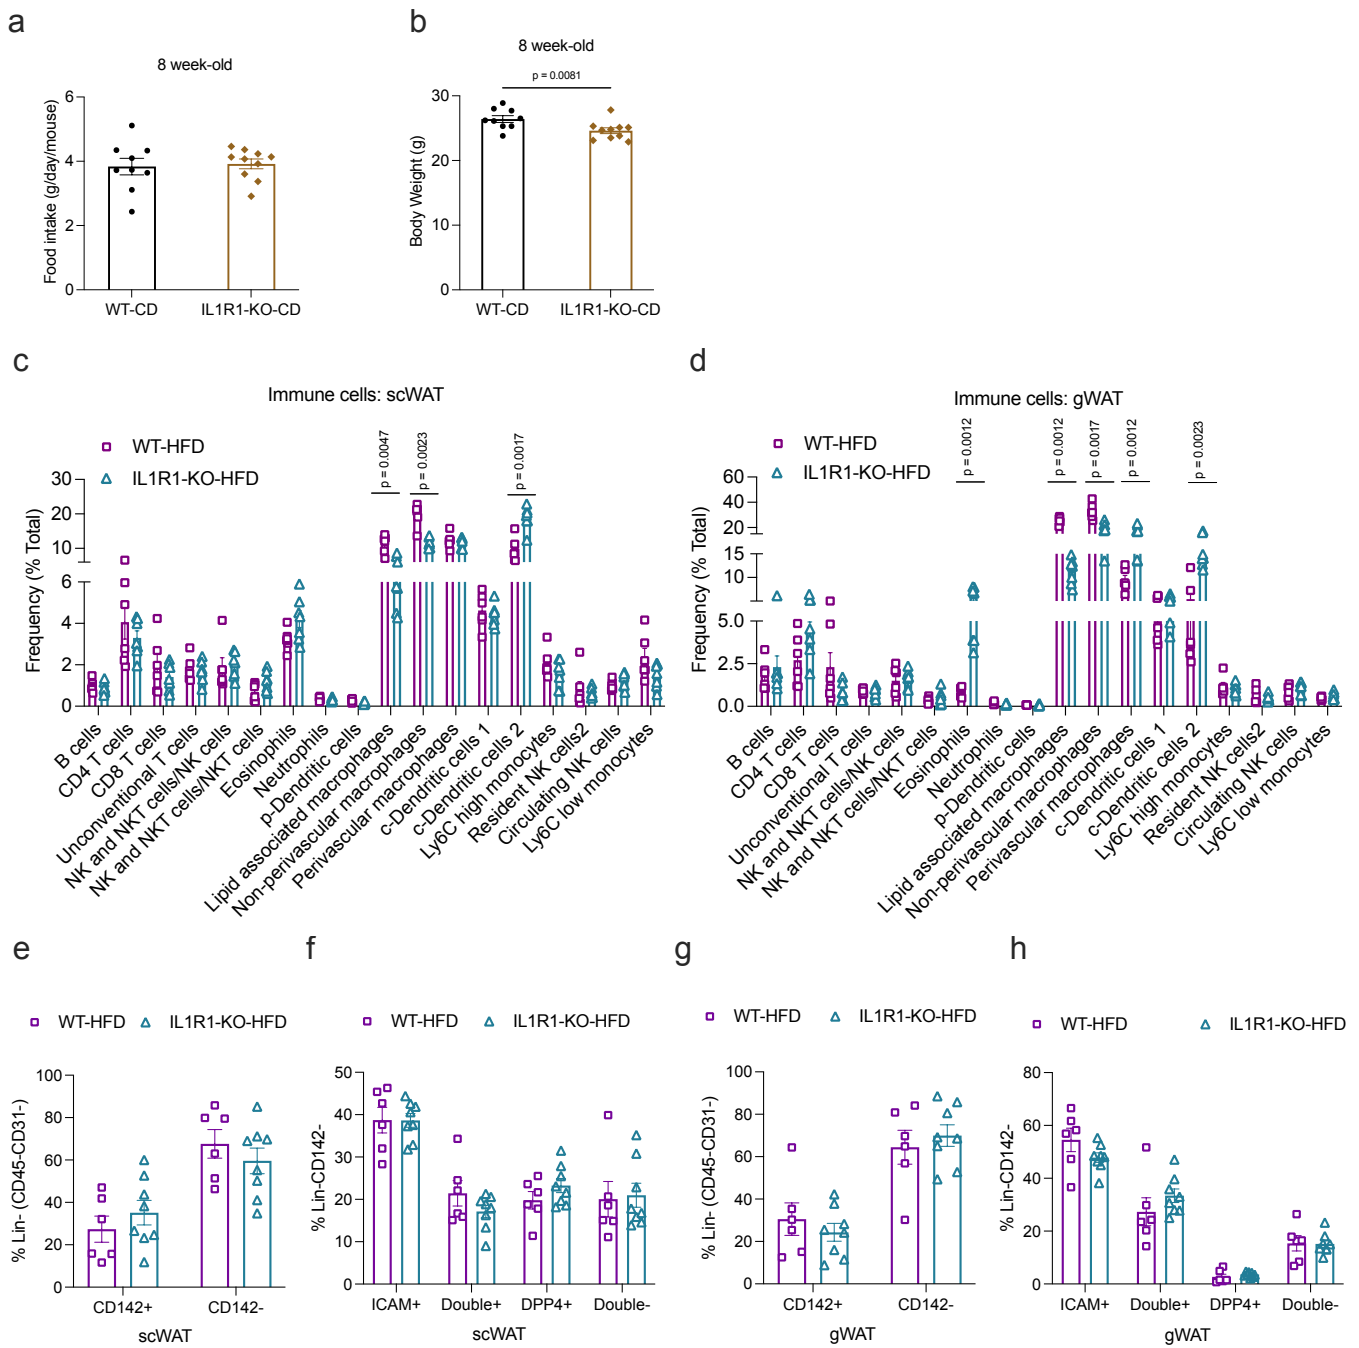 a
8 week-old
Food intake (g/day/mouse)
6
4
2
0
WT-CD
IL1R1-KO-CD
b
8 week-old
p = 0.0081
Body Weight (g)
30
20
10
0
WT-CD
IL1R1-KO-CD
c
Immune cells: scWAT
WT-HFD
IL1R1-KO-HFD
p = 0.0047
p = 0.0023
p = 0.0017
Frequency (% Total)
30
20
10
6
4
2
0
B cells
CD4 T cells
CD8 T cells
Unconventional T cells
NK and NKT cells/NK cells
NK and NKT cells/NKT cells
Eosinophils
Neutrophils
p-Dendritic cells
Lipid associated macrophages
Non-perivascular macrophages
Perivascular macrophages
c-Dendritic cells 1
c-Dendritic cells 2
Ly6C high monocytes
Resident NK cells2
Circulating NK cells
Ly6C low monocytes
d
Immune cells: gWAT
WT-HFD
IL1R1-KO-HFD
p = 0.0012
p = 0.0012
p = 0.0017
p = 0.0012
p = 0.0023
Frequency (% Total)
60
40
20
15
10
5.0
2.5
0.0
B cells
CD4 T cells
CD8 T cells
Unconventional T cells
NK and NKT cells/NK cells
NK and NKT cells/NKT cells
Eosinophils
Neutrophils
p-Dendritic cells
Lipid associated macrophages
Non-perivascular macrophages
Perivascular macrophages
c-Dendritic cells 1
c-Dendritic cells 2
Ly6C high monocytes
Resident NK cells2
Circulating NK cells
Ly6C low monocytes
e
WT-HFD
IL1R1-KO-HFD
% Lin- (CD45-CD31-)
100
80
60
40
20
0
CD142+
CD142-
scWAT
f
WT-HFD
IL1R1-KO-HFD
% Lin-CD142-
50
40
30
20
10
0
ICAM+
Double+
DPP4+
Double-
scWAT
g
WT-HFD
IL1R1-KO-HFD
% Lin- (CD45-CD31-)
100
80
60
40
20
0
CD142+
CD142-
gWAT
h
WT-HFD
IL1R1-KO-HFD
% Lin-CD142-
80
60
40
20
0
ICAM+
Double+
DPP4+
Double-
gWAT